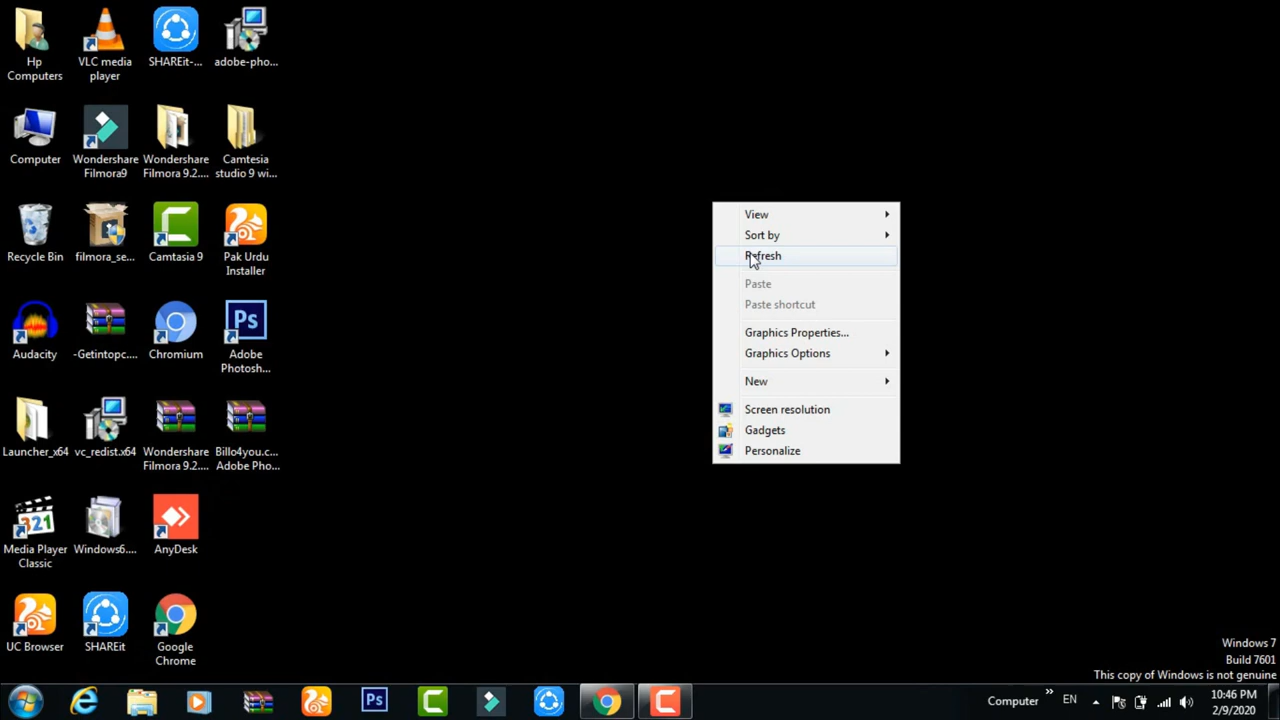 Hp
Computers
VLC media
player
SHAREit-...
adobe-pho...
Computer
Wondershare
Filmora9
Wondershare
Filmora 9.2....
Camtesia
studio 9 wi...
Recycle Bin
filmora_se...
Camtasia 9
Pak Urdu
Installer
Audacity
-Getintopc....
Chromium
Ps
Adobe
Photosh...
Launcher_x64
vc_redist.x64
Wondershare
Filmora 9.2....
Billo4you.c...
Adobe Pho...
321
Media Player
Classic
Windows6....
AnyDesk
UC Browser
SHAREit
Google
Chrome
View
Sort by
Refresh
Paste
Paste shortcut
Graphics Properties...
Graphics Options
New
Screen resolution
Gadgets
Personalize
Windows 7
Build 7601
This copy of Windows is not genuine
Ps
Computer
EN
10:46 PM
2/9/2020